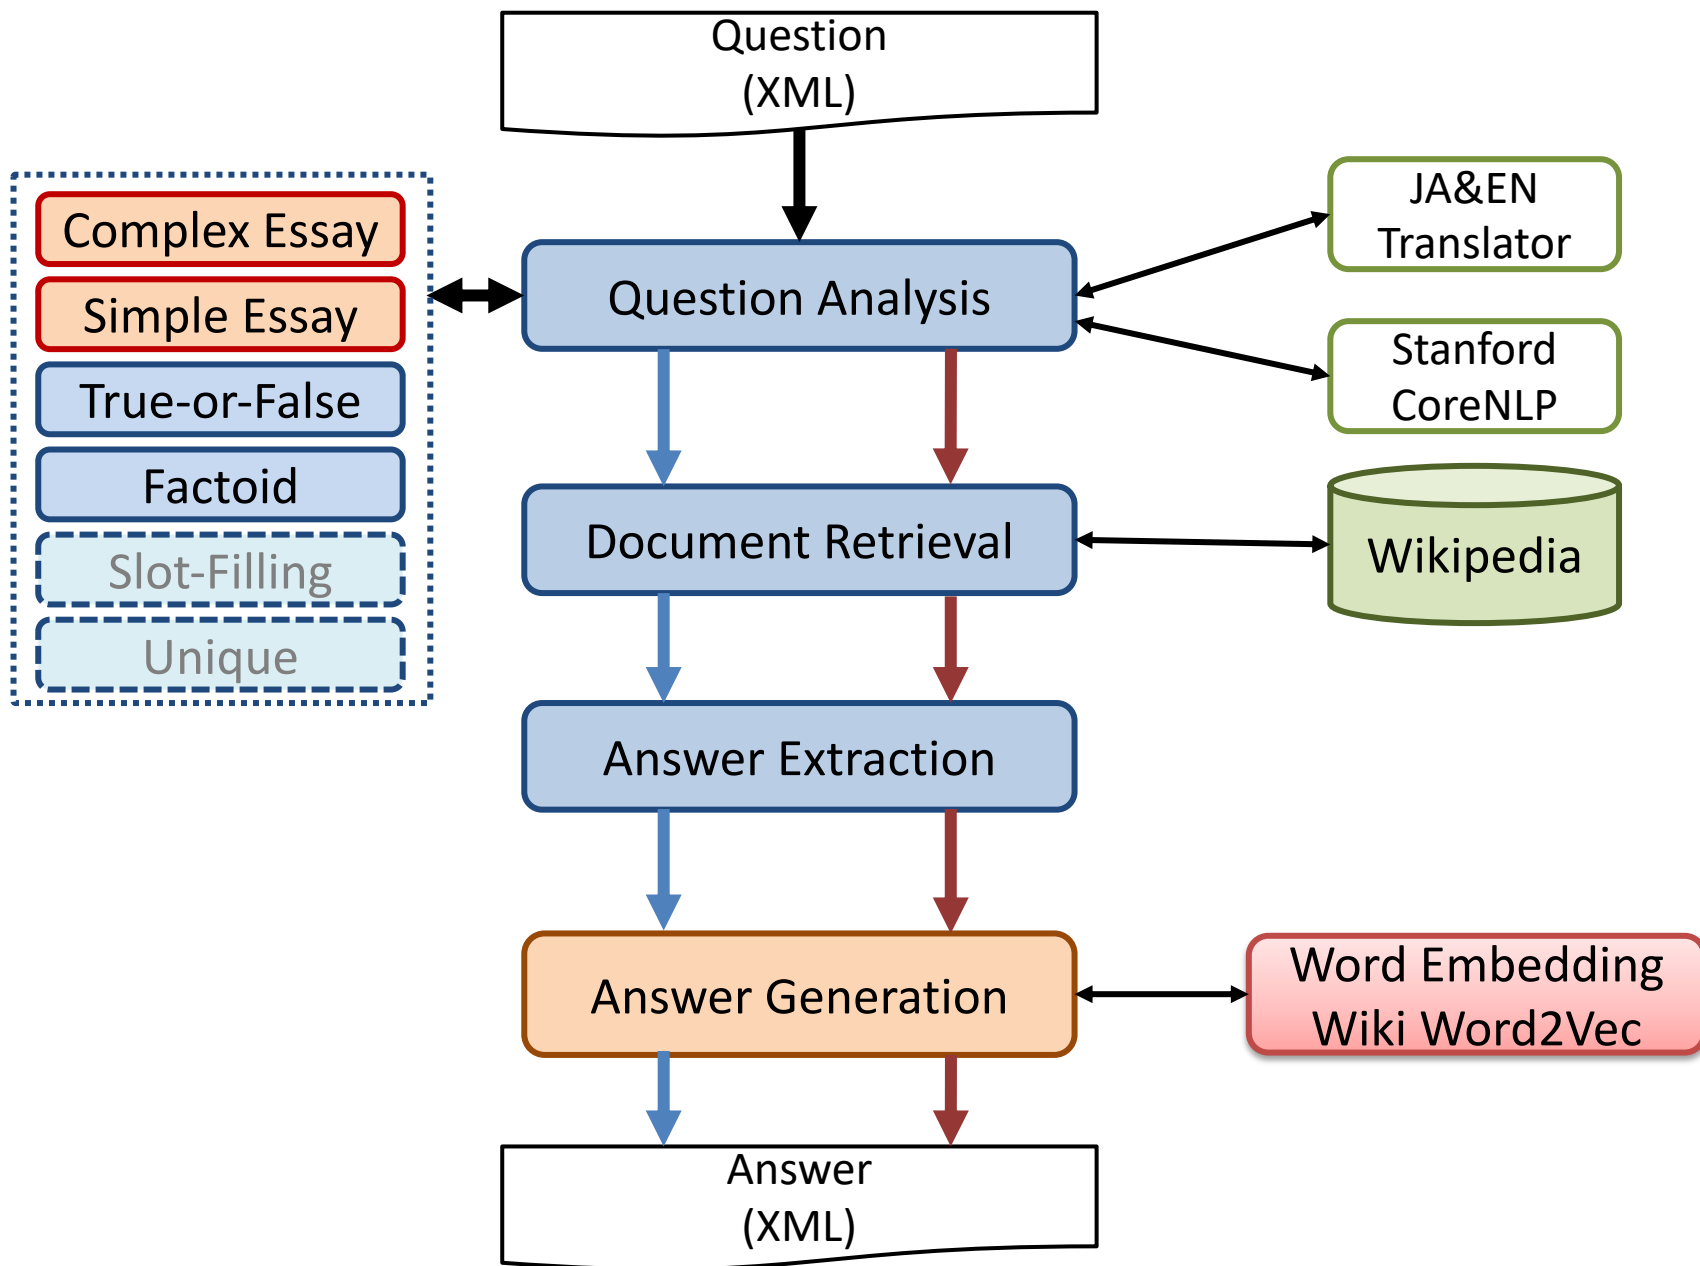 Question
(XML)
Complex Essay
Simple Essay
True-or-False
Factoid
Slot-Filling
Unique
Question Analysis
JA&EN
Translator
Stanford
CoreNLP
Document Retrieval
Wikipedia
Answer Extraction
Answer Generation
Word Embedding
Wiki Word2Vec
Answer
(XML)